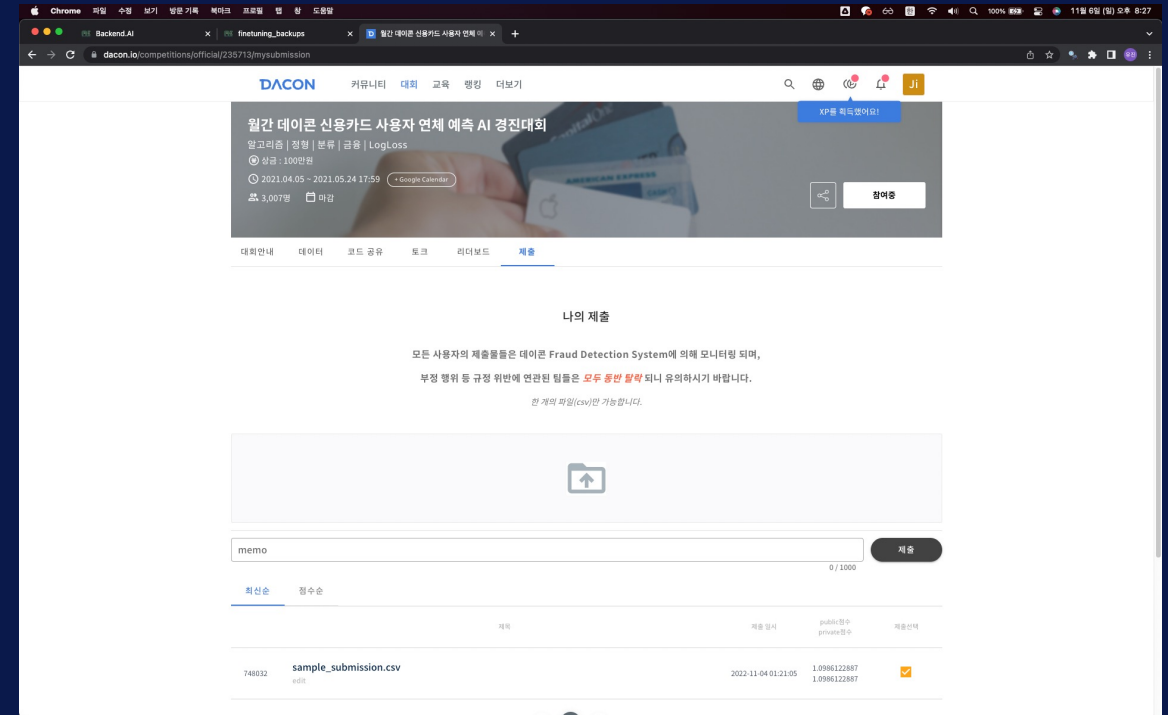 Chrome 파일 수정 보기 방문 기록 북마크 프로필 탭 창 도움말 100% 11월 6일 (일) 오후 8:27
Backend.AI finetuning_backups 월간 데이콘 신용카드 사용자 연체 예
dacon.io/competitions/official/235713/mysubmission
DACON 커뮤니티 대회 교육 랭킹 더보기 Ji
XP를 획득했어요!
월간 데이콘 신용카드 사용자 연체 예측 AI 경진대회
알고리즘 | 정형 | 분류 | 금융 | LogLoss
상금 : 100만원
2021.04.05 ~ 2021.05.24 17:59 + Google Calendar
3,007명 마감
참여중
AMERICAN EXPRESS
대회안내 데이터 코드 공유 토크 리더보드 제출
나의 제출
모든 사용자의 제출물들은 데이콘 Fraud Detection System에 의해 모니터링 되며,
부정 행위 등 규정 위반에 연관된 팀들은 모두 동반 탈락 되니 유의하시기 바랍니다.
한 개의 파일(csv)만 가능합니다.
memo 제출
0 / 1000
최신순 점수순
제목 제출 일시 public점수 제출선택
private점수
748032 sample_submission.csv 2022-11-04 01:21:05 1.0986122887
edit 1.0986122887